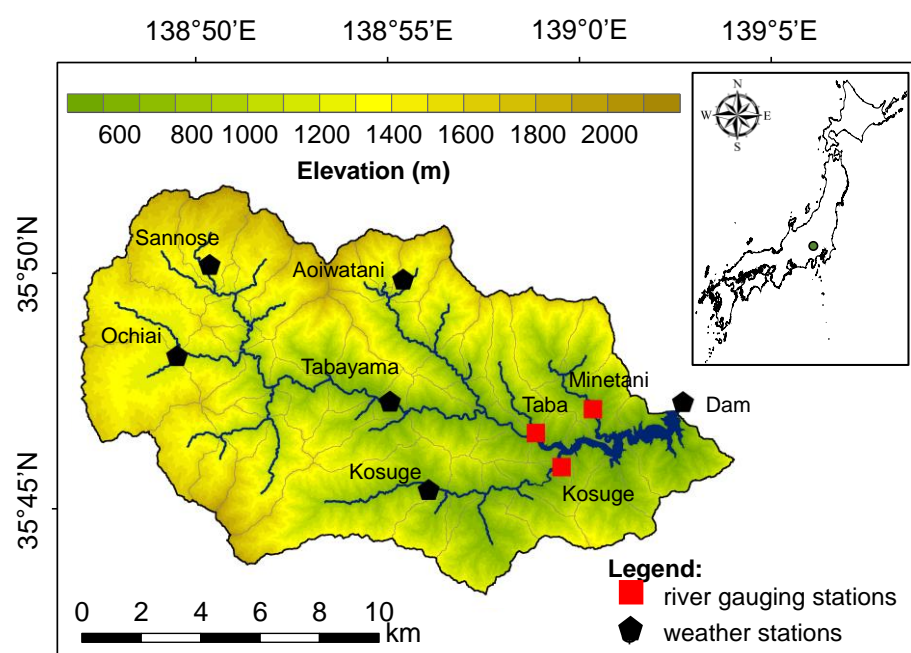 138°50'E 138°55'E 139°0'E 139°5'E
600 800 1000 1200 1400 1600 1800 2000
Elevation (m)
N
W E
S
35°50'N
35°45'N
Sannose
Aoiwatani
Ochiai
Tabayama
Minetani
Taba
Dam
Kosuge
Kosuge
Legend:
river gauging stations
weather stations
0 2 4 6 8 10
km